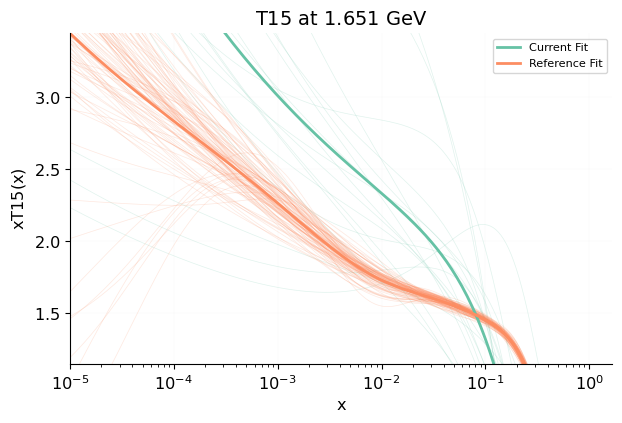 T15 at 1.651 GeV
Current Fit
Reference Fit
xT15(x)
3.0
2.5
2.0
1.5
10⁻⁵ 10⁻⁴ 10⁻³ 10⁻² 10⁻¹ 10⁰
x